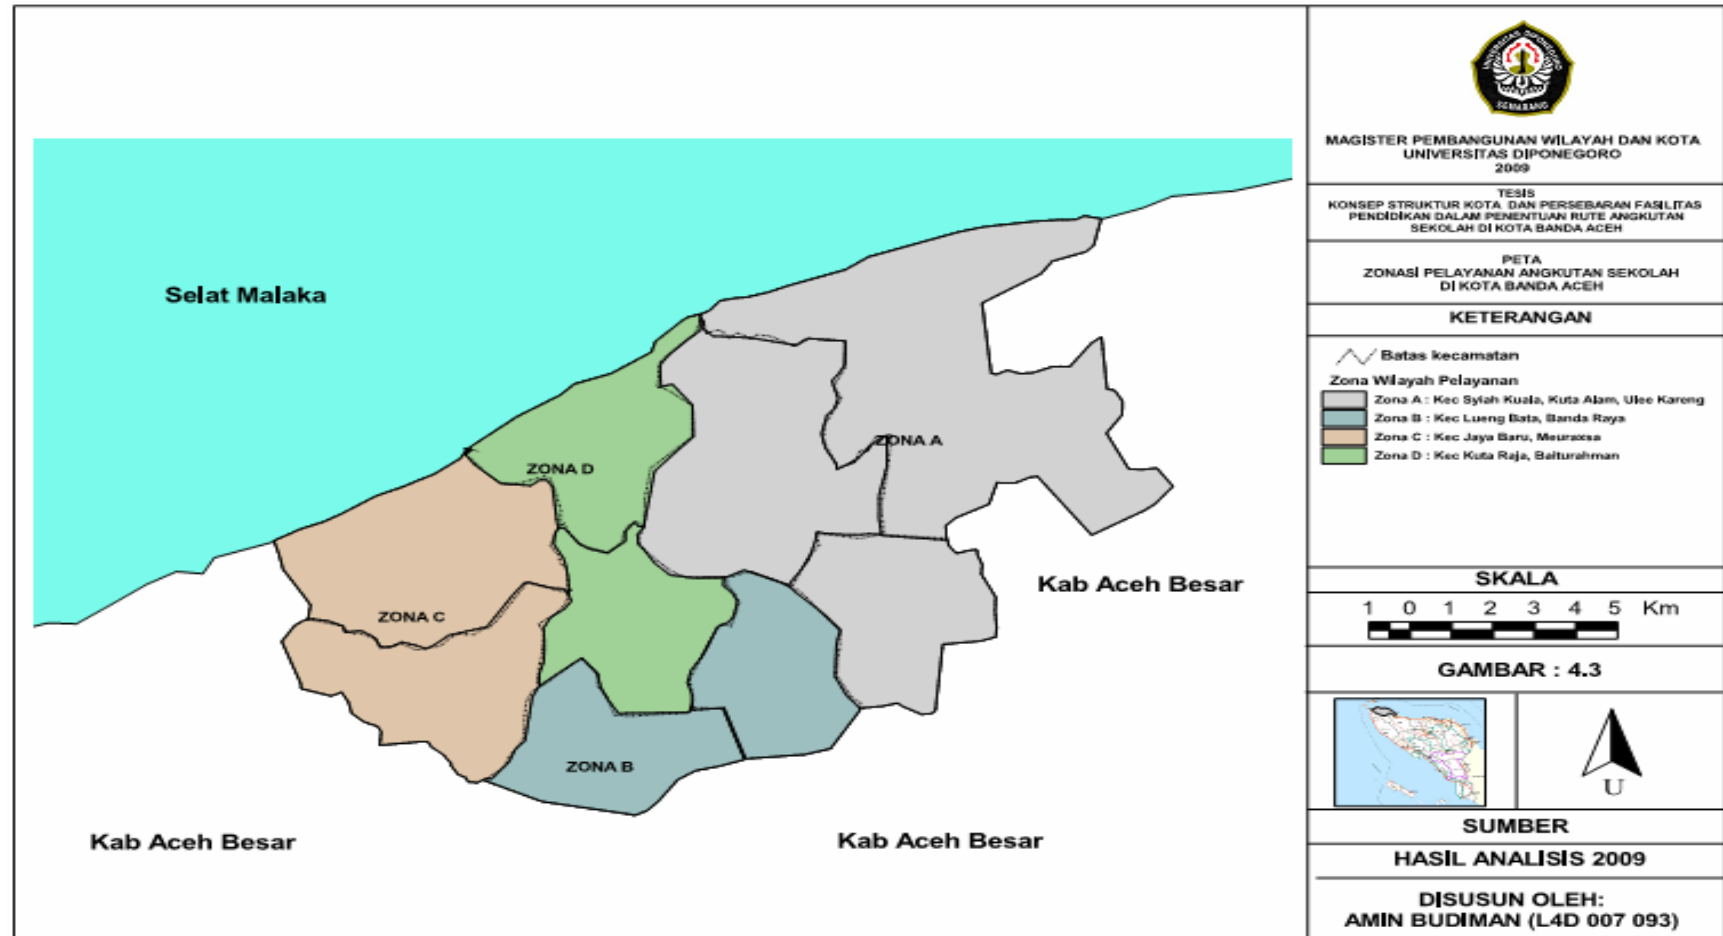 Selat Malaka
ZONA A
ZONA D
ZONA C
ZONA B
Kab Aceh Besar
Kab Aceh Besar
Kab Aceh Besar
UNIVERSITAS DIPONEGORO
SEMARANG
MAGISTER PEMBANGUNAN WILAYAH DAN KOTA
UNIVERSITAS DIPONEGORO
2009
TESIS
KONSEP STRUKTUR KOTA DAN PERSEBARAN FASILITAS
PENDIDIKAN DALAM PENENTUAN RUTE ANGKUTAN
SEKOLAH DI KOTA BANDA ACEH
PETA
ZONASI PELAYANAN ANGKUTAN SEKOLAH
DI KOTA BANDA ACEH
KETERANGAN
Batas kecamatan
Zona Wilayah Pelayanan
Zona A : Kec Syiah Kuala, Kuta Alam, Ulee Kareng
Zona B : Kec Lueng Bata, Banda Raya
Zona C : Kec Jaya Baru, Meuraxsa
Zona D : Kec Kuta Raja, Baiturahman
SKALA
1 0 1 2 3 4 5 Km
GAMBAR : 4.3
U
SUMBER
HASIL ANALISIS 2009
DISUSUN OLEH:
AMIN BUDIMAN (L4D 007 093)